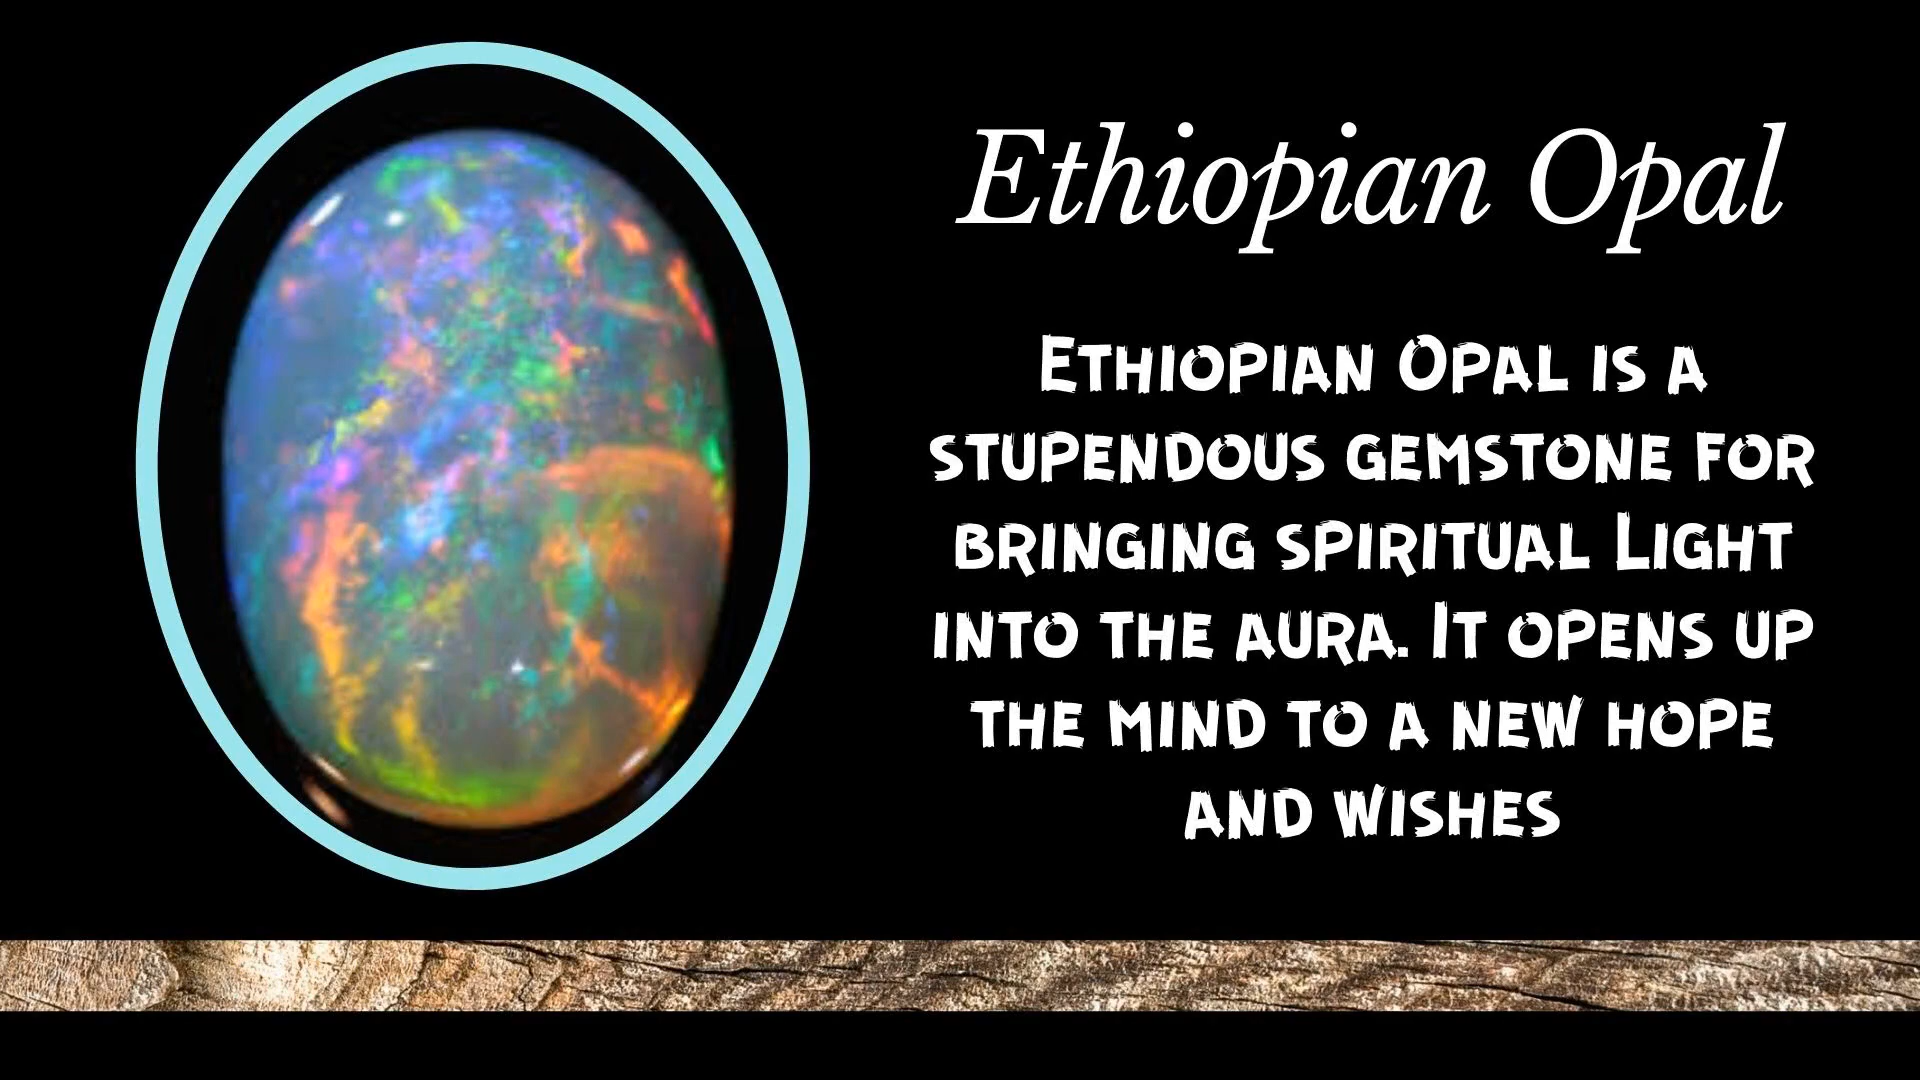 Ethiopian Opal
Ethiopian Opal is a
stupendous gemstone for
bringing spiritual Light
into the aura. It opens up
the mind to a new hope
and wishes